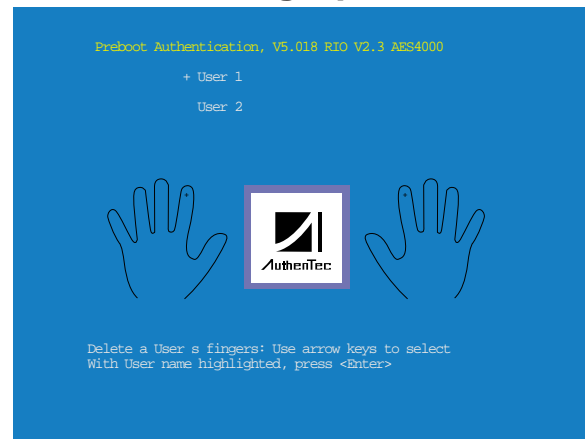 Preboot Authentication, V5.018 RIO V2.3 AES4000
+ User 1
User 2
AuthenTec
Delete a User s fingers: Use arrow keys to select
With User name highlighted, press <Enter>